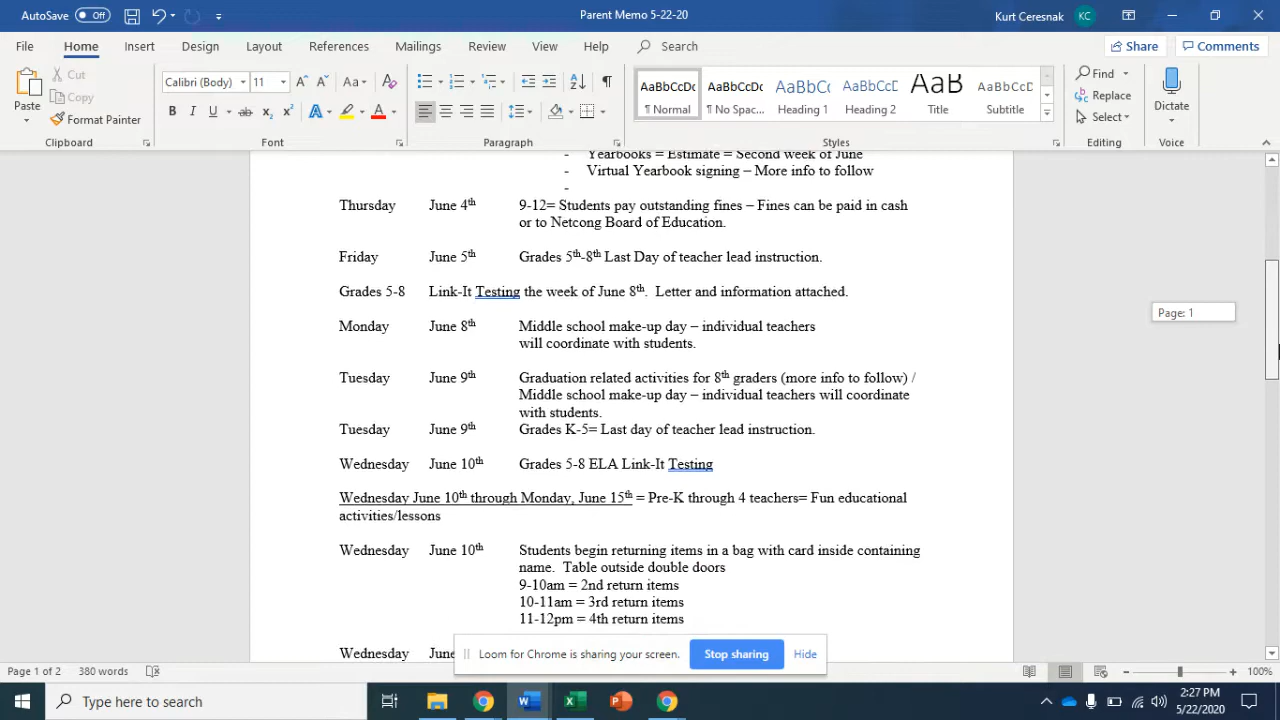 AutoSave Off Parent Memo 5-22-20 Kurt Ceresnak KC
File Home Insert Design Layout References Mailings Review View Help Search Share Comments
Paste Cut Copy Format Painter Clipboard
Calibri (Body) 11 Aa A B I U ab x₂ x² A A Font
Paragraph
AaBbCcDc ¶ Normal AaBbCcDc ¶ No Spac... AaBbCc Heading 1 AaBbCcD Heading 2 AaB Title AaBbCcD Subtitle Styles
Find Replace Select Editing
Dictate Voice
- Yearbooks = Estimate = Second week of June
- Virtual Yearbook signing – More info to follow
-
Thursday June 4th 9-12= Students pay outstanding fines – Fines can be paid in cash
or to Netcong Board of Education.
Friday June 5th Grades 5th-8th Last Day of teacher lead instruction.
Grades 5-8 Link-It Testing the week of June 8th. Letter and information attached.
Page: 1
Monday June 8th Middle school make-up day – individual teachers
will coordinate with students.
Tuesday June 9th Graduation related activities for 8th graders (more info to follow) /
Middle school make-up day – individual teachers will coordinate
with students.
Tuesday June 9th Grades K-5= Last day of teacher lead instruction.
Wednesday June 10th Grades 5-8 ELA Link-It Testing
Wednesday June 10th through Monday, June 15th = Pre-K through 4 teachers= Fun educational
activities/lessons
Wednesday June 10th Students begin returning items in a bag with card inside containing
name. Table outside double doors
9-10am = 2nd return items
10-11am = 3rd return items
11-12pm = 4th return items
Wednesday June
Loom for Chrome is sharing your screen. Stop sharing Hide
Page 1 of 2 380 words 100%
Type here to search 2:27 PM
5/22/2020